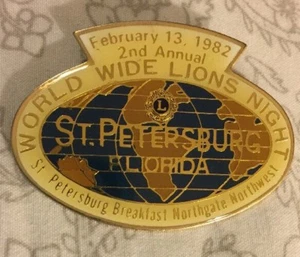 February 13, 1982
2nd Annual
WORLD WIDE LIONS NIGHT
L
ST. PETERSBURG
FLORIDA
St Petersburg Breakfast Northgate Northwest